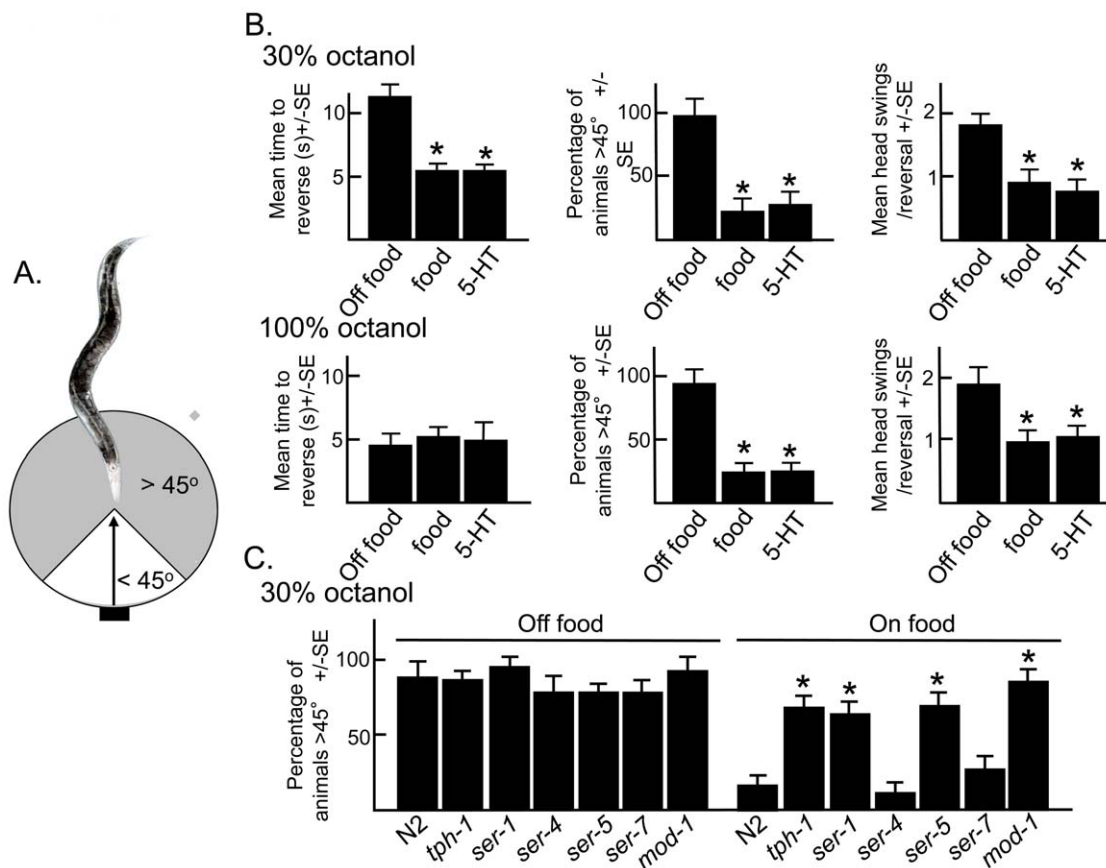 A.
> 45°
< 45°
B.
30% octanol
Mean time to
reverse (s)+/-SE
10
5
Off food
food
5-HT
Percentage of
animals >45° +/-
SE
100
50
*
*
Off food
food
5-HT
Mean head swings
/reversal +/-SE
2
1
*
*
Off food
food
5-HT
*
*
100% octanol
Mean time to
reverse (s)+/-SE
10
5
Off food
food
5-HT
Percentage of
animals >45° +/-SE
100
50
*
*
Off food
food
5-HT
Mean head swings
/reversal +/-SE
2
1
*
*
Off food
food
5-HT
C.
30% octanol
Percentage of
animals >45° +/-SE
100
50
Off food
On food
* * * *
N2 tph-1 ser-1 ser-4 ser-5 ser-7 mod-1
N2 tph-1 ser-1 ser-4 ser-5 ser-7 mod-1